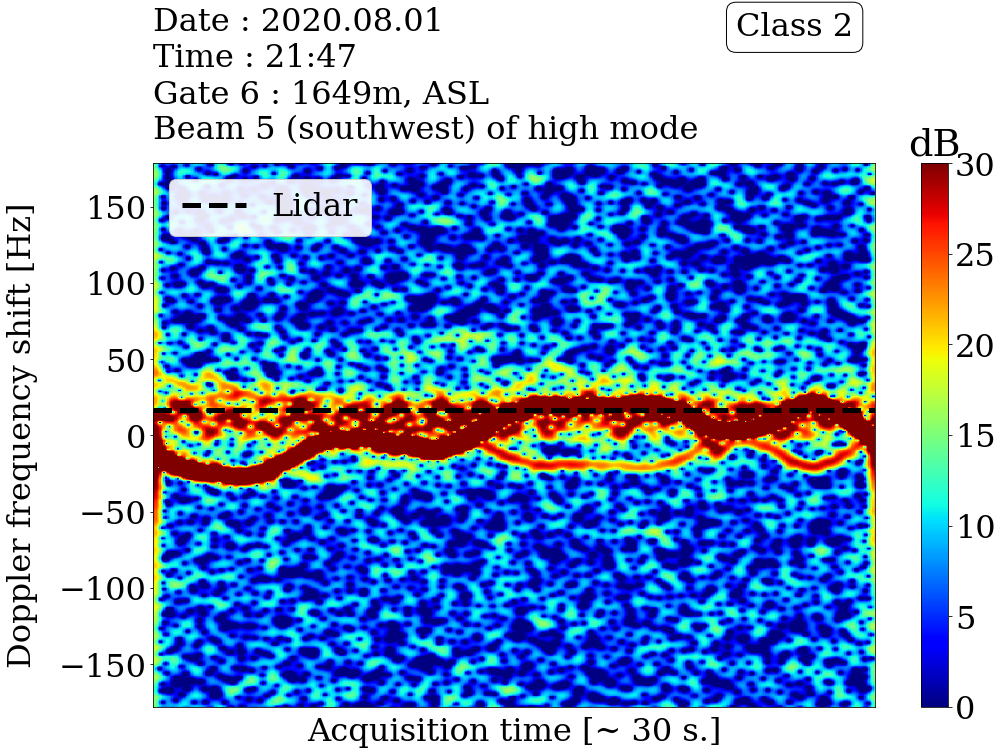 Date : 2020.08.01
Time : 21:47
Gate 6 : 1649m, ASL
Beam 5 (southwest) of high mode
Class 2
dB
Lidar
Doppler frequency shift [Hz]
150
100
50
0
−50
−100
−150
Acquisition time [~ 30 s.]
30
25
20
15
10
5
0